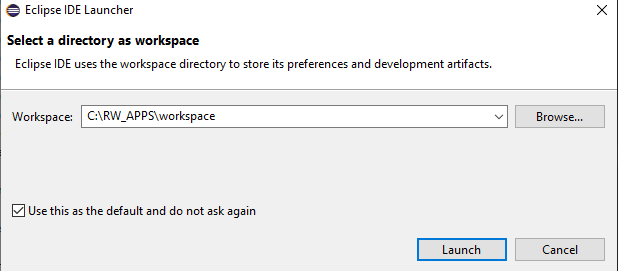 Eclipse IDE Launcher
Select a directory as workspace
Eclipse IDE uses the workspace directory to store its preferences and development artifacts.
Workspace: C:\RW_APPS\workspace Browse...
Use this as the default and do not ask again
Launch Cancel